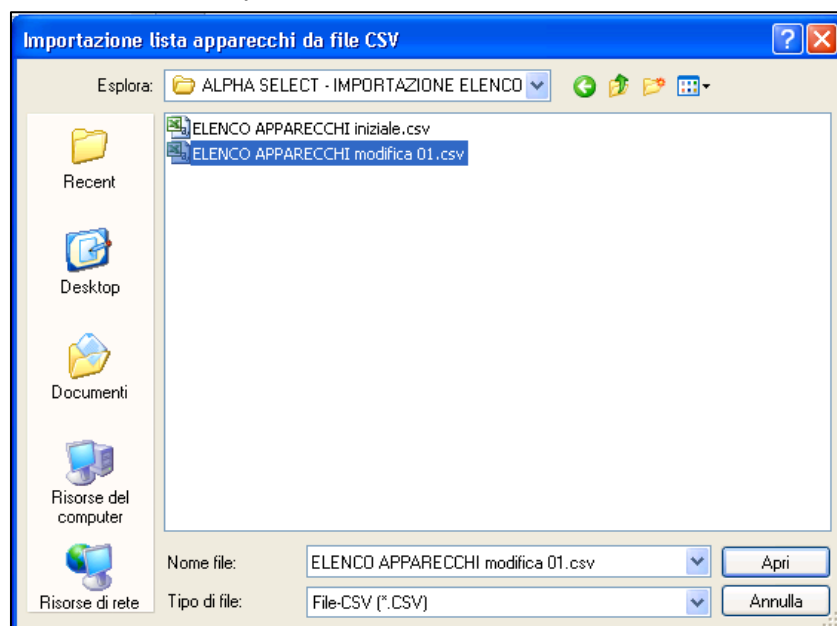 Importazione lista apparecchi da file CSV
Esplora: ALPHA SELECT - IMPORTAZIONE ELENCO
ELENCO APPARECCHI iniziale.csv
ELENCO APPARECCHI modifica 01.csv
Recent
Desktop
Documenti
Risorse del
computer
Risorse di rete
Nome file: ELENCO APPARECCHI modifica 01.csv Apri
Tipo di file: File-CSV (*.CSV) Annulla